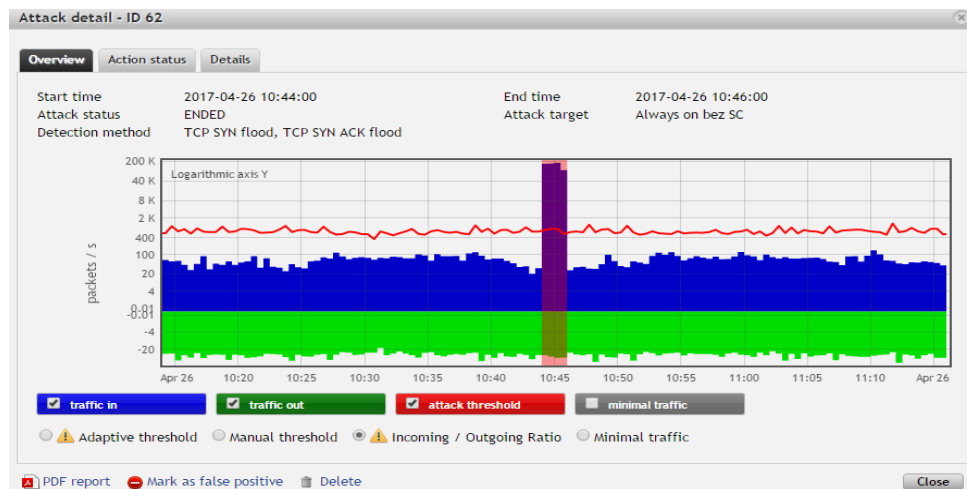 Attack detail - ID 62
Overview Action status Details
Start time 2017-04-26 10:44:00 End time 2017-04-26 10:46:00
Attack status ENDED Attack target Always on bez SC
Detection method TCP SYN flood, TCP SYN ACK flood
200 K
Logarithmic axis Y
40 K
8 K
2 K
400
100
20
4
-0.01
-4
-20
packets / s
Apr 26 10:20 10:25 10:30 10:35 10:40 10:45 10:50 10:55 11:00 11:05 11:10 Apr 26
traffic in traffic out attack threshold minimal traffic
Adaptive threshold Manual threshold Incoming / Outgoing Ratio Minimal traffic
PDF report Mark as false positive Delete Close